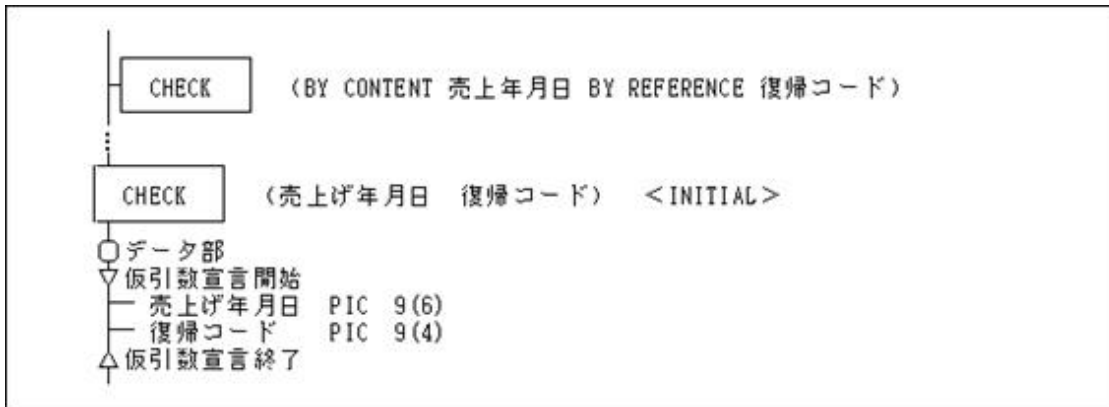 CHECK (BY CONTENT 売上年月日 BY REFERENCE 復帰コード)
CHECK (売上げ年月日 復帰コード) <INITIAL>
データ部
仮引数宣言開始
売上げ年月日 PIC 9(6)
復帰コード PIC 9(4)
仮引数宣言終了